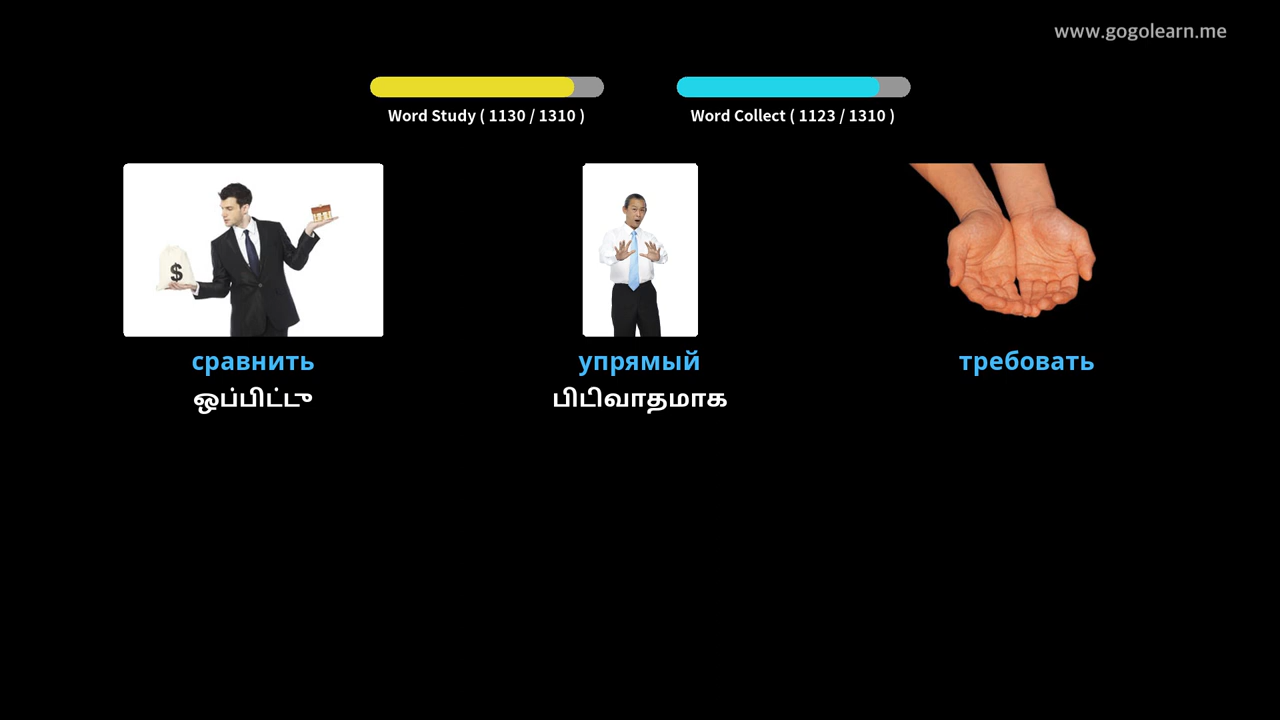 www.gogolearn.me
Word Study ( 1130 / 1310 )
Word Collect ( 1123 / 1310 )
$
сравнить
упрямый
требовать
ஒப்பிட்டு
பிடிவாதமாக